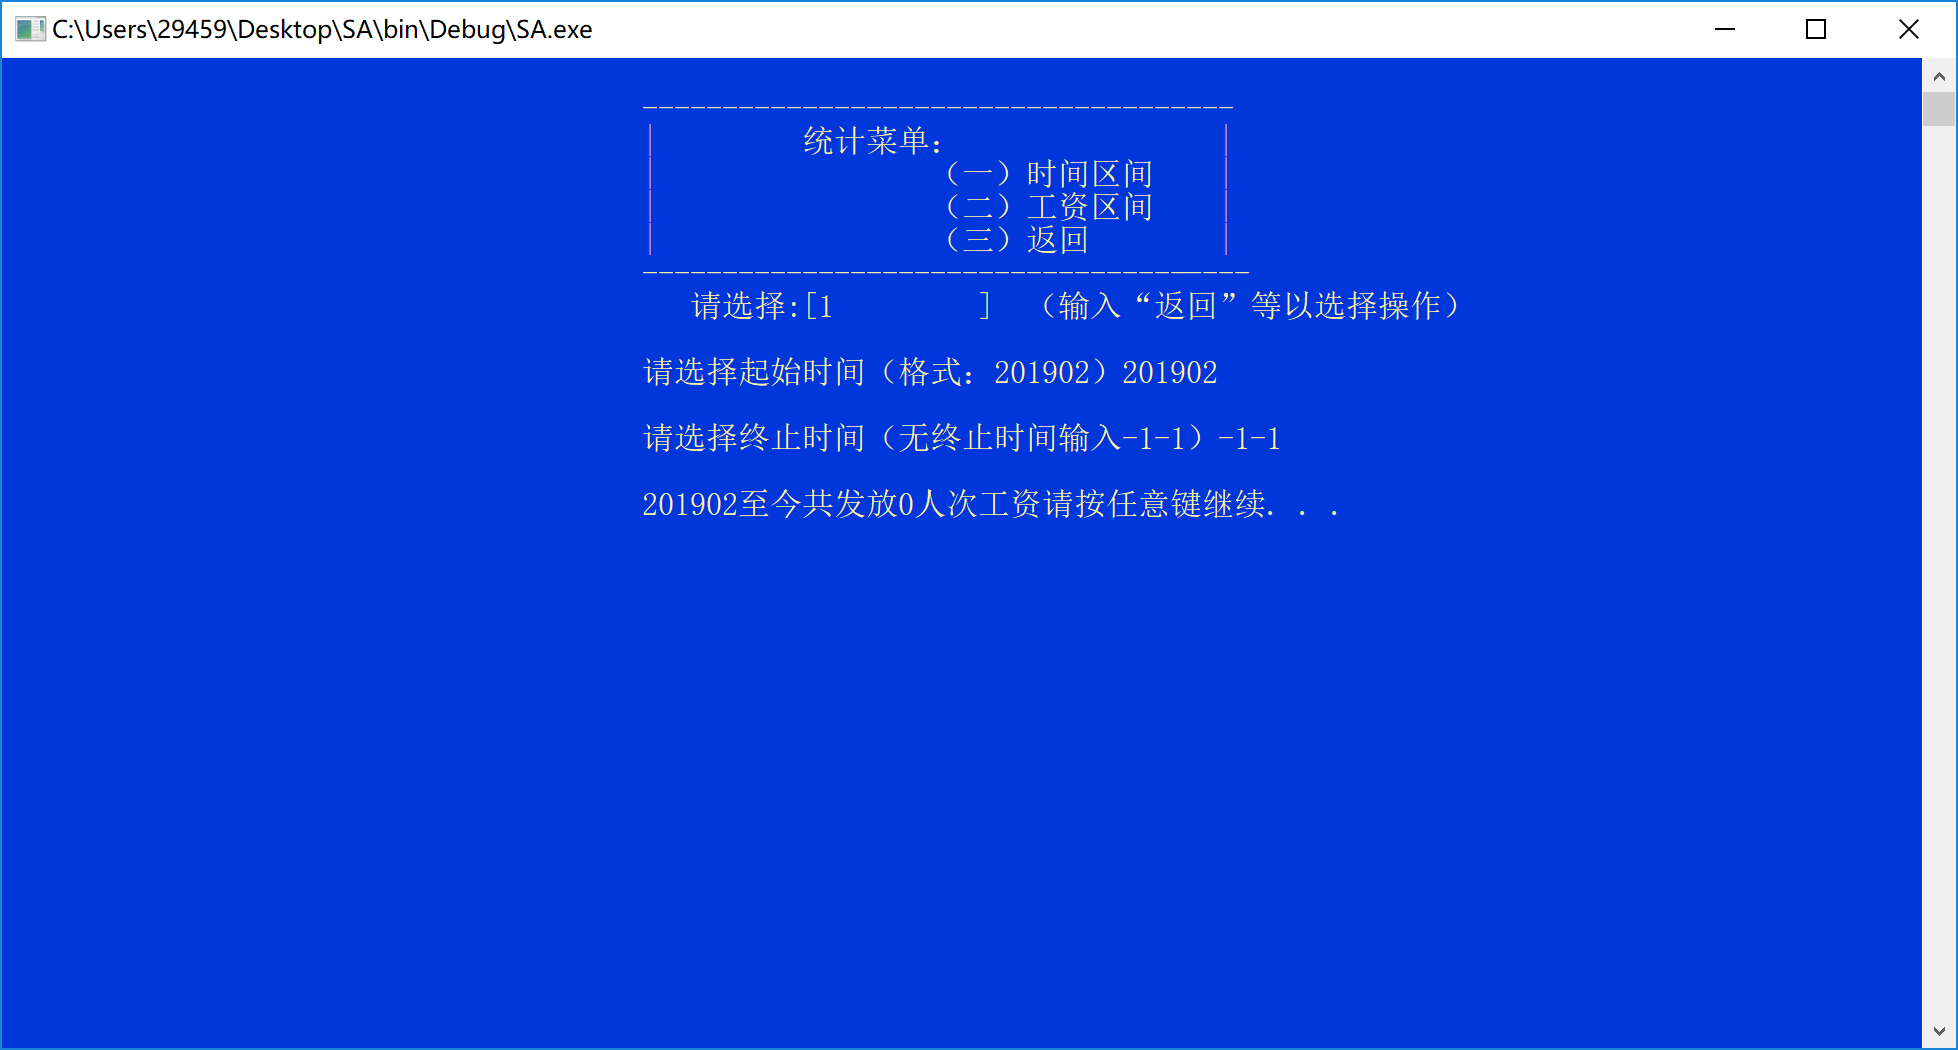 C:\Users\29459\Desktop\SA\bin\Debug\SA.exe
-------------------------------------
|         统计菜单：                 |
|                  （一）时间区间    |
|                  （二）工资区间    |
|                  （三）返回        |
--------------------------------------
请选择:[1         ]  （输入“返回”等以选择操作）
请选择起始时间（格式：201902）201902
请选择终止时间（无终止时间输入-1-1）-1-1
201902至今共发放0人次工资请按任意键继续. . .